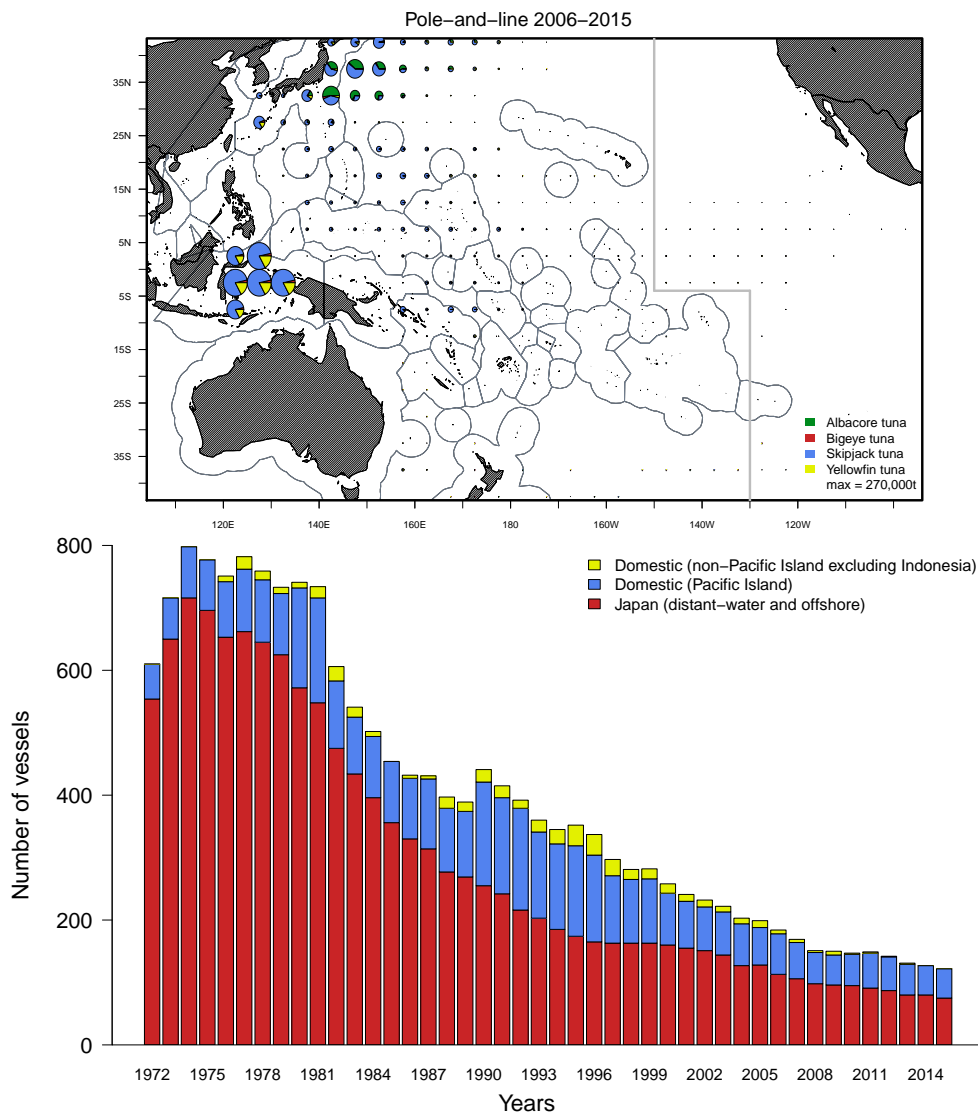 Pole−and−line 2006−2015
35N
25N
15N
5N
5S
15S
25S
35S
Albacore tuna
Bigeye tuna
Skipjack tuna
Yellowfin tuna
max = 270,000t
120E 140E 160E 180 160W 140W 120W
800
600
400
200
0
Number of vessels
Domestic (non−Pacific Island excluding Indonesia)
Domestic (Pacific Island)
Japan (distant−water and offshore)
1972 1975 1978 1981 1984 1987 1990 1993 1996 1999 2002 2005 2008 2011 2014
Years